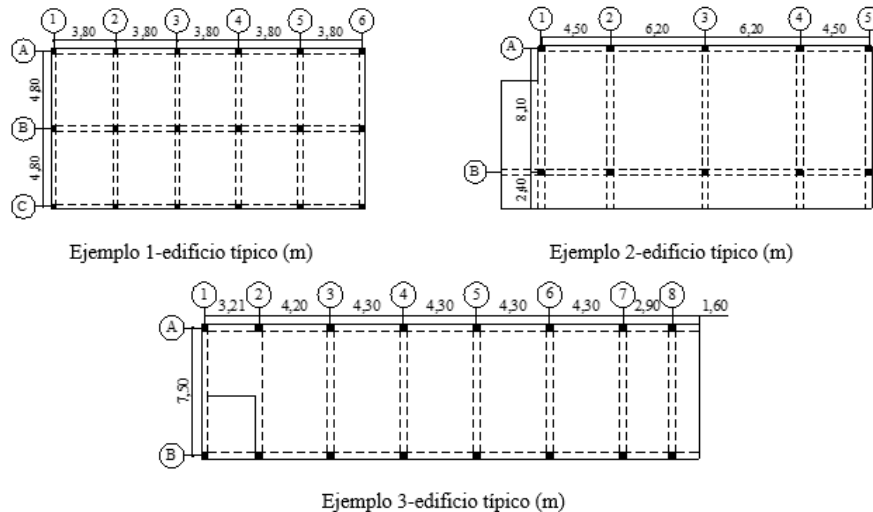 1 2 3 4 5 6
3,80 3,80 3,80 3,80 3,80
A
4,80
B
4,80
C
Ejemplo 1-edificio típico (m)
1 2 3 4 5
4,50 6,20 6,20 4,50
A
8,10
B
2,40
Ejemplo 2-edificio típico (m)
1 2 3 4 5 6 7 8
3,21 4,20 4,30 4,30 4,30 4,30 2,90 1,60
A
7,50
B
Ejemplo 3-edificio típico (m)